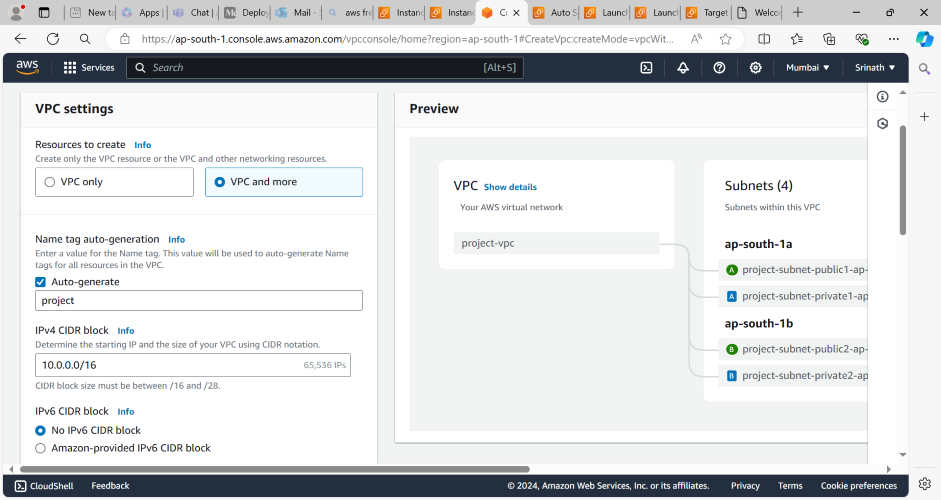 New ta
Apps |
Chat |
Deploy
Mail -
aws fro
Instanc
Instanc
Cr
Auto S
Launch
Launch
Target
Welco
https://ap-south-1.console.aws.amazon.com/vpcconsole/home?region=ap-south-1#CreateVpc:createMode=vpcWit...
aws
Services
Search
[Alt+S]
Mumbai
Srinath
VPC settings
Resources to create Info
Create only the VPC resource or the VPC and other networking resources.
VPC only
VPC and more
Name tag auto-generation Info
Enter a value for the Name tag. This value will be used to auto-generate Name
tags for all resources in the VPC.
Auto-generate
project
IPv4 CIDR block Info
Determine the starting IP and the size of your VPC using CIDR notation.
10.0.0.0/16 65,536 IPs
CIDR block size must be between /16 and /28.
IPv6 CIDR block Info
No IPv6 CIDR block
Amazon-provided IPv6 CIDR block
Preview
VPC Show details
Your AWS virtual network
project-vpc
Subnets (4)
Subnets within this VPC
ap-south-1a
A project-subnet-public1-ap-
A project-subnet-private1-ap
ap-south-1b
B project-subnet-public2-ap-
B project-subnet-private2-ap
CloudShell
Feedback
© 2024, Amazon Web Services, Inc. or its affiliates.
Privacy
Terms
Cookie preferences